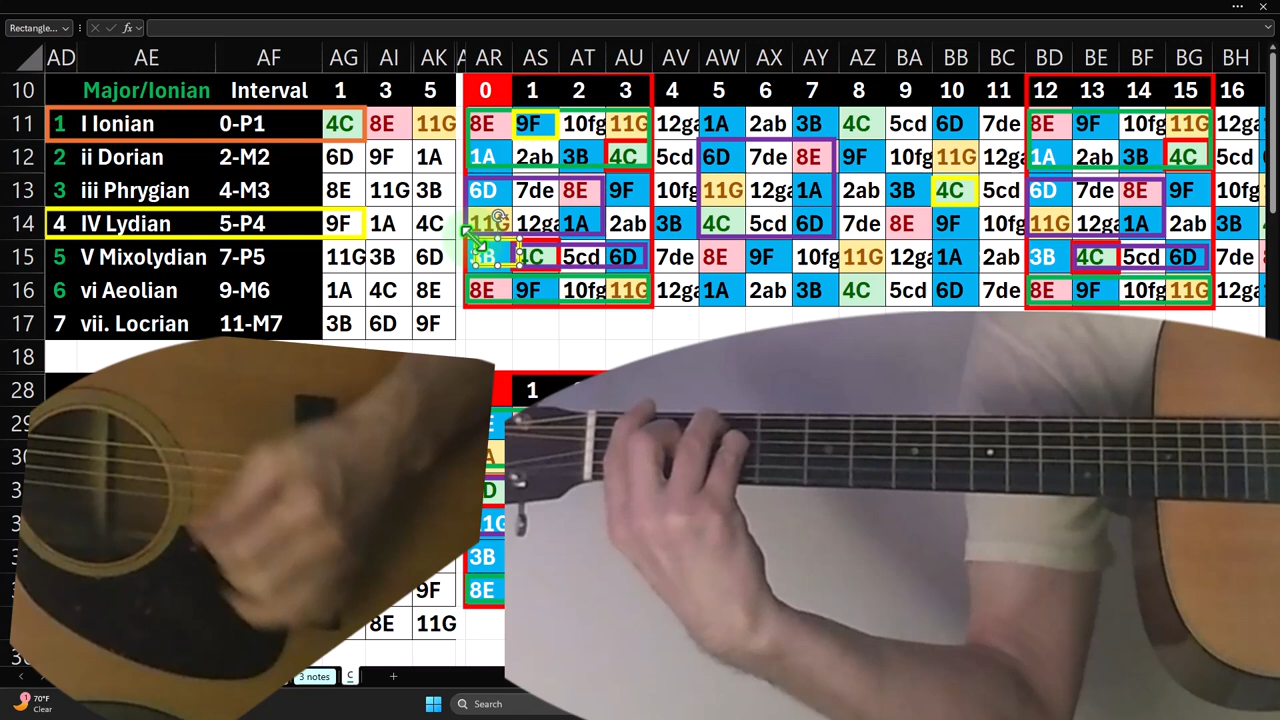 Rectangle... fx
AD AE AF AG AI AK A AR AS AT AU AV AW AX AY AZ BA BB BC BD BE BF BG BH
10 Major/Ionian Interval 1 3 5 0 1 2 3 4 5 6 7 8 9 10 11 12 13 14 15 16
11 1 I Ionian 0-P1 4C 8E 11G 8E 9F 10fg 11G 12ga 1A 2ab 3B 4C 5cd 6D 7de 8E 9F 10fg 11G 12ga
12 2 ii Dorian 2-M2 6D 9F 1A 1A 2ab 3B 4C 5cd 6D 7de 8E 9F 10fg 11G 12ga 1A 2ab 3B 4C 5cd
13 3 iii Phrygian 4-M3 8E 11G 3B 6D 7de 8E 9F 10fg 11G 12ga 1A 2ab 3B 4C 5cd 6D 7de 8E 9F 10fg
14 4 IV Lydian 5-P4 9F 1A 4C 11G 12ga 1A 2ab 3B 4C 5cd 6D 7de 8E 9F 10fg 11G 12ga 1A 2ab 3B
15 5 V Mixolydian 7-P5 11G 3B 6D 3B 4C 5cd 6D 7de 8E 9F 10fg 11G 12ga 1A 2ab 3B 4C 5cd 6D 7de
16 6 vi Aeolian 9-M6 1A 4C 8E 8E 9F 10fg 11G 12ga 1A 2ab 3B 4C 5cd 6D 7de 8E 9F 10fg 11G 12ga
17 7 vii. Locrian 11-M7 3B 6D 9F
18
28 1
29 E
30 A
D
11G
3B
9F 8E
8E 11G
3 notes C +
70°F
Clear
Search